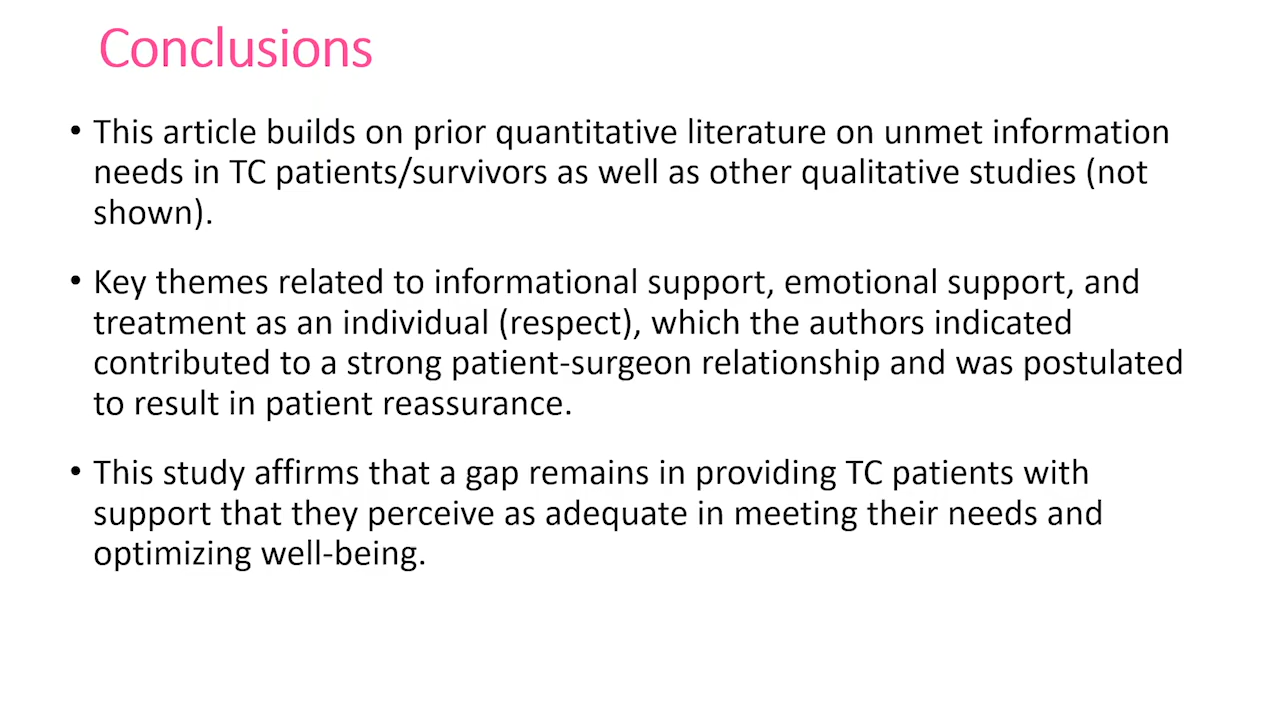 Conclusions
• This article builds on prior quantitative literature on unmet information
needs in TC patients/survivors as well as other qualitative studies (not
shown).
• Key themes related to informational support, emotional support, and
treatment as an individual (respect), which the authors indicated
contributed to a strong patient-surgeon relationship and was postulated
to result in patient reassurance.
• This study affirms that a gap remains in providing TC patients with
support that they perceive as adequate in meeting their needs and
optimizing well-being.